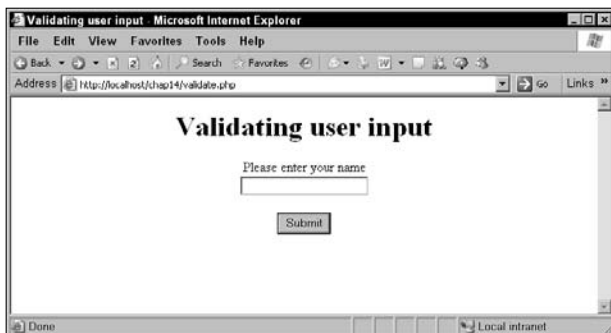 Validating user input - Microsoft Internet Explorer
File Edit View Favorites Tools Help
Back Search Favorites
Address http://localhost/chap14/validate.php Go Links »
Validating user input
Please enter your name
Submit
Done Local intranet